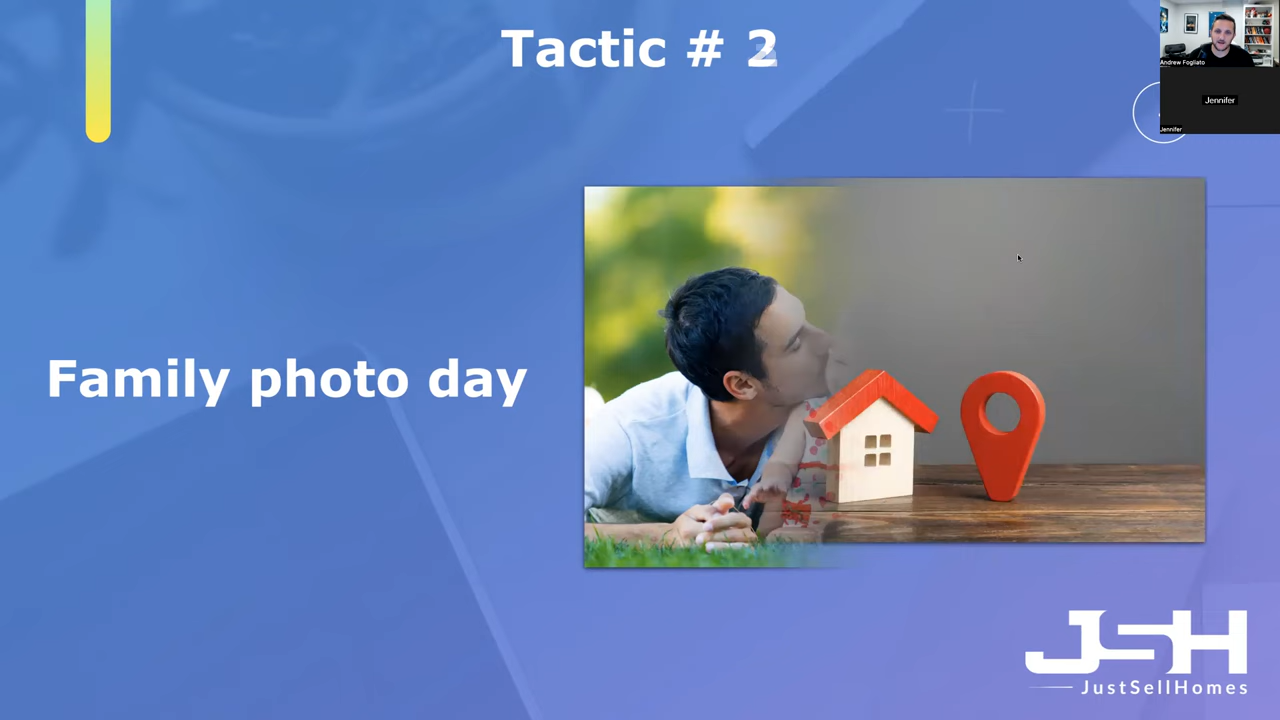 Tactic # 2
Andrew Fogliato
Jennifer
Jennifer
Family photo day
JSH
JustSellHomes